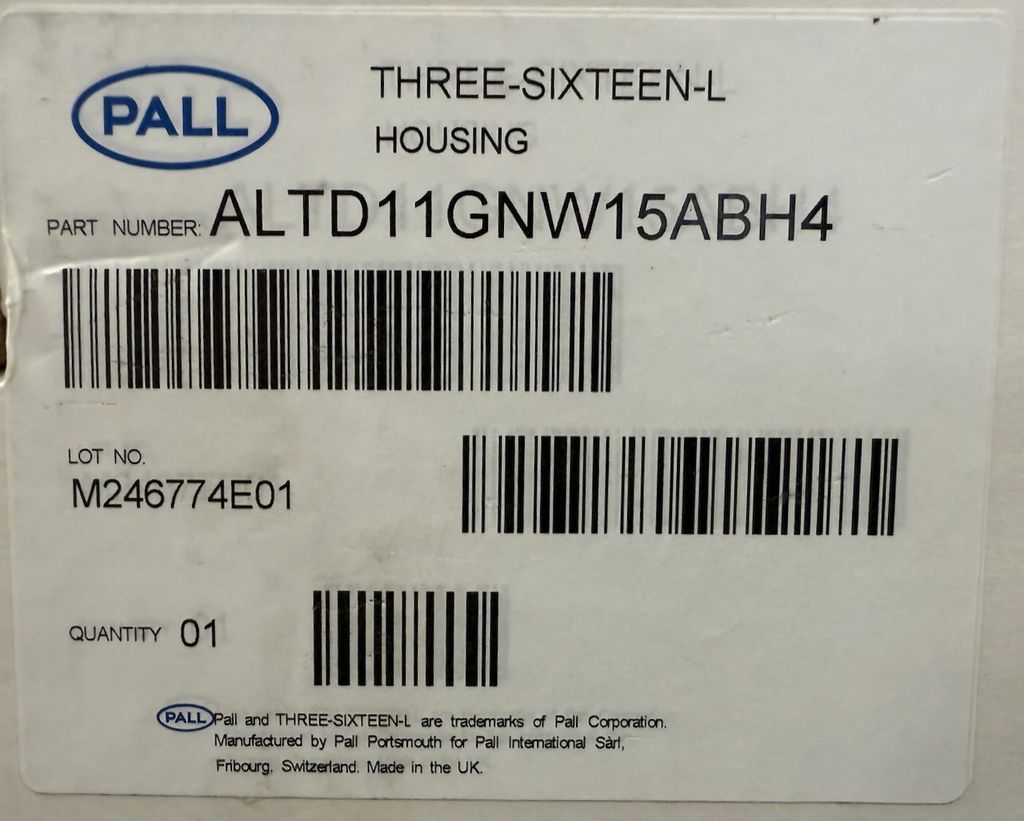 PALL
THREE-SIXTEEN-L
HOUSING
PART NUMBER: ALTD11GNW15ABH4
LOT NO.
M246774E01
QUANTITY 01
PALL Pall and THREE-SIXTEEN-L are trademarks of Pall Corporation.
Manufactured by Pall Portsmouth for Pall International Sàrl,
Fribourg, Switzerland. Made in the UK.